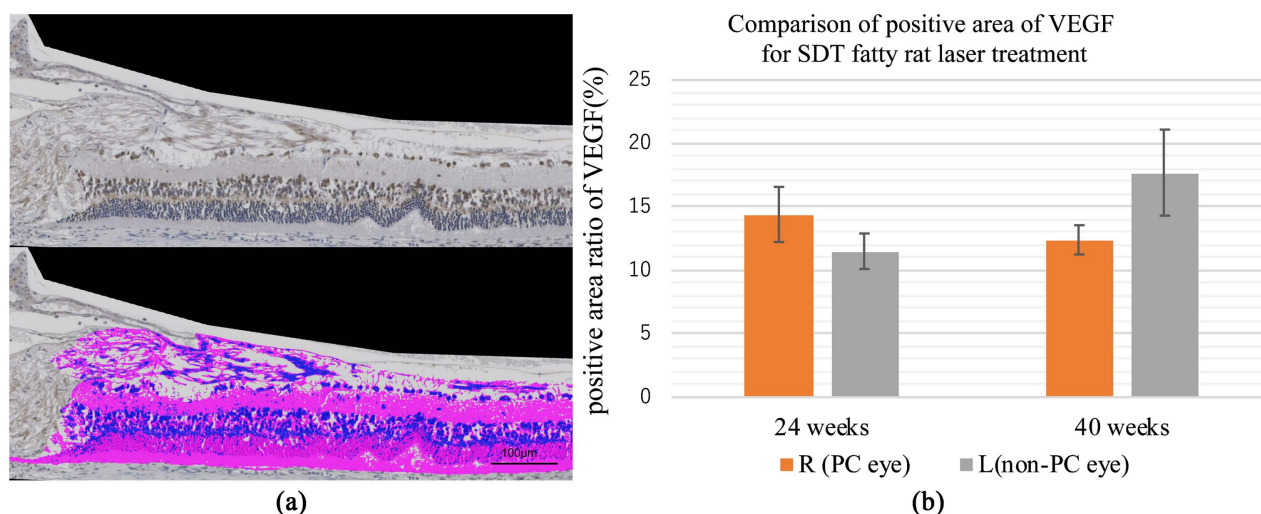 100μm
(a)
Comparison of positive area of VEGF
for SDT fatty rat laser treatment
positive area ratio of VEGF(%)
25
20
15
10
5
0
24 weeks
40 weeks
R (PC eye)
L(non-PC eye)
(b)